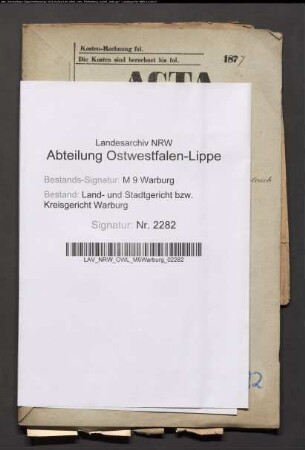 Kosten-Rechnung fol.
Die Kosten sind berechnet bis fol.
187
ACTA
Landesarchiv NRW
Abteilung Ostwestfalen-Lippe
Bestands-Signatur: M 9 Warburg
Bestand: Land- und Stadtgericht bzw.
Kreisgericht Warburg
Signatur: Nr. 2282
LAV_NRW_OWL_M9Warburg_02282